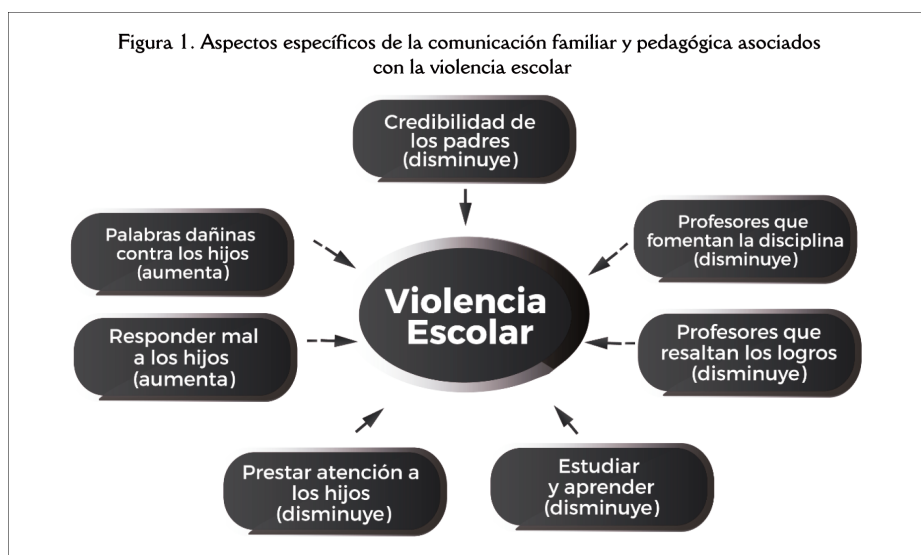 Figura 1. Aspectos específicos de la comunicación familiar y pedagógica asociados
con la violencia escolar
Credibilidad de
los padres
(disminuye)
Palabras dañinas
contra los hijos
(aumenta)
Profesores que
fomentan la disciplina
(disminuye)
Violencia
Escolar
Responder mal
a los hijos
(aumenta)
Profesores que
resaltan los logros
(disminuye)
Prestar atención a
los hijos
(disminuye)
Estudiar
y aprender
(disminuye)